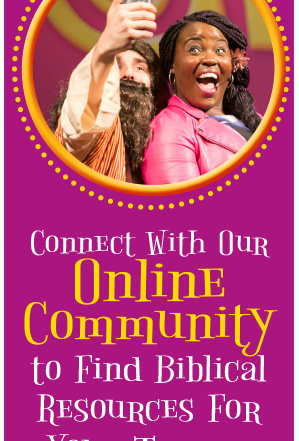 Connect With Our
Online
Community
to Find Biblical
Resources For